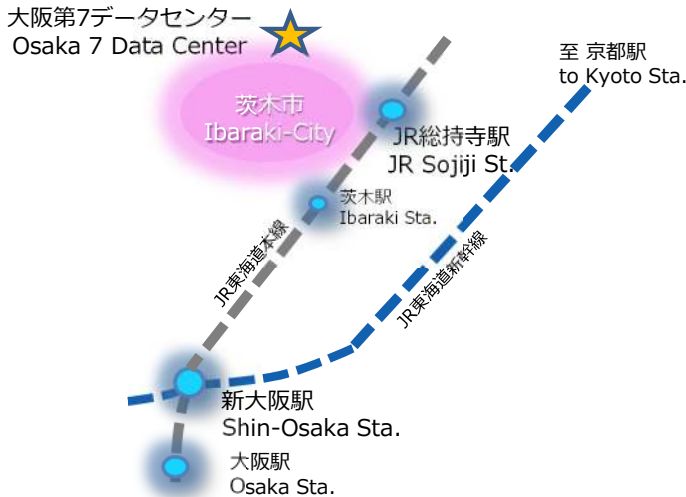 大阪第7データセンター
Osaka 7 Data Center
至 京都駅
to Kyoto Sta.
茨木市
Ibaraki-City
JR総持寺駅
JR Sojiji St.
茨木駅
Ibaraki Sta.
JR東海道本線
JR東海道新幹線
新大阪駅
Shin-Osaka Sta.
大阪駅
Osaka Sta.